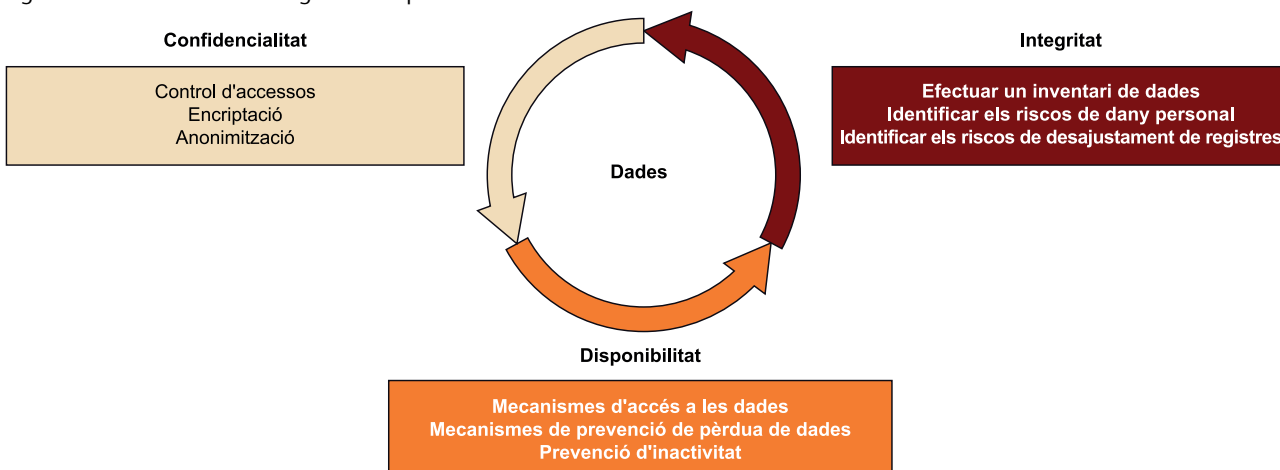 Confidencialitat
Control d'accessos
Encriptació
Anonimització
Dades
Integritat
Efectuar un inventari de dades
Identificar els riscos de dany personal
Identificar els riscos de desajustament de registres
Disponibilitat
Mecanismes d'accés a les dades
Mecanismes de prevenció de pèrdua de dades
Prevenció d'inactivitat